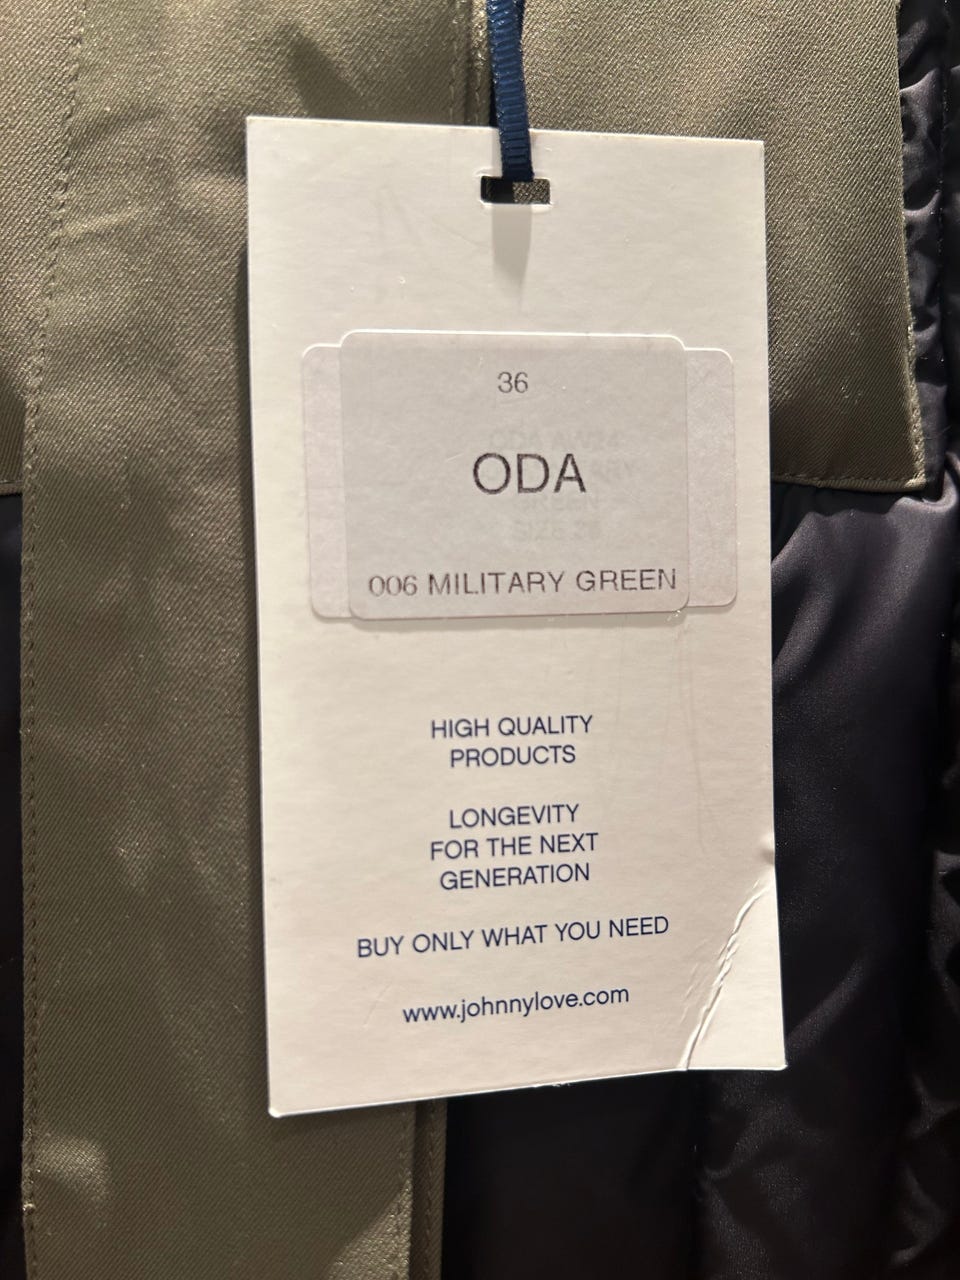 36
ODA
006 MILITARY GREEN
HIGH QUALITY
PRODUCTS
LONGEVITY
FOR THE NEXT
GENERATION
BUY ONLY WHAT YOU NEED
www.johnnylove.com